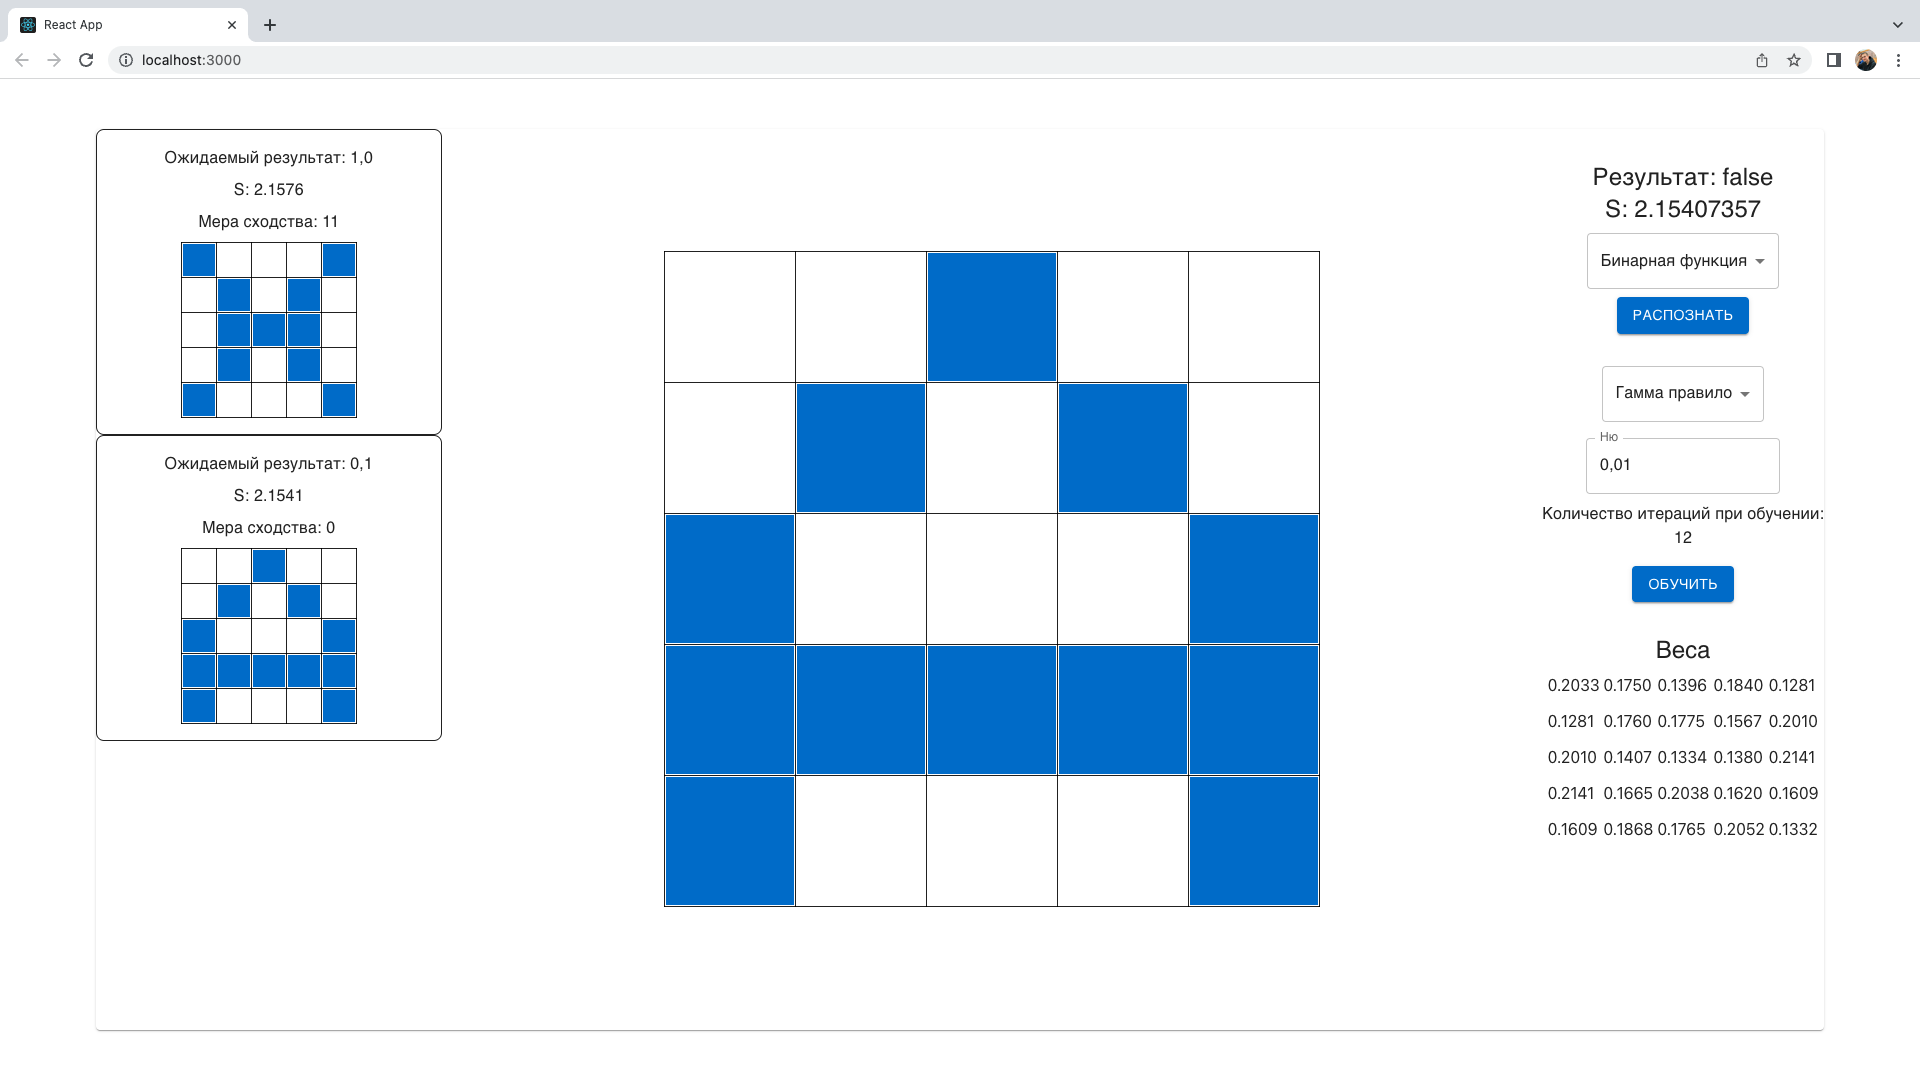 React App
localhost:3000
Ожидаемый результат: 1,0
S: 2.1576
Мера сходства: 11
Ожидаемый результат: 0,1
S: 2.1541
Мера сходства: 0
Результат: false
S: 2.15407357
Бинарная функция
РАСПОЗНАТЬ
Гамма правило
Ню
0,01
Количество итераций при обучении:
12
ОБУЧИТЬ
Веса
0.2033 0.1750 0.1396 0.1840 0.1281
0.1281 0.1760 0.1775 0.1567 0.2010
0.2010 0.1407 0.1334 0.1380 0.2141
0.2141 0.1665 0.2038 0.1620 0.1609
0.1609 0.1868 0.1765 0.2052 0.1332